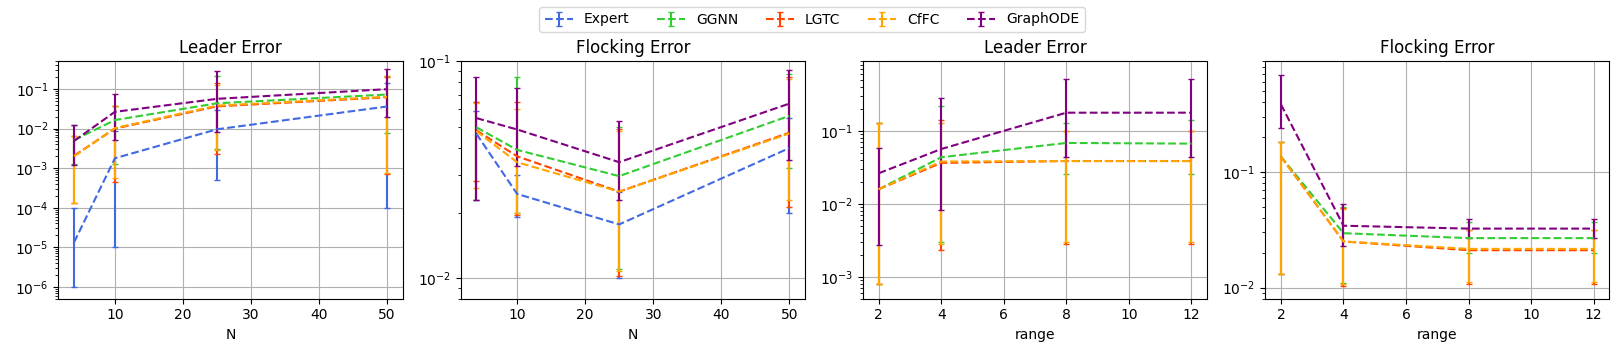 Expert GGNN LGTC CfFC GraphODE
Leader Error Flocking Error Leader Error Flocking Error
10⁻¹ 10⁻² 10⁻³ 10⁻⁴ 10⁻⁵ 10⁻⁶
10 20 30 40 50
N
10⁻¹ 10⁻²
10 20 30 40 50
N
10⁻¹ 10⁻² 10⁻³
2 4 6 8 10 12
range
10⁻¹ 10⁻²
2 4 6 8 10 12
range